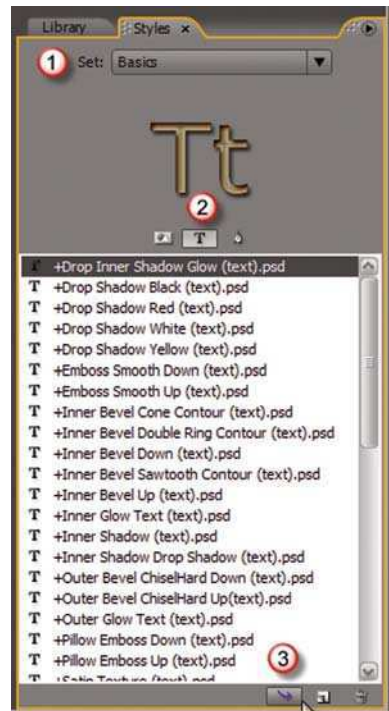 Library Styles x
1 Set: Basics
Tt
2
T
+Drop Inner Shadow Glow (text).psd
T +Drop Shadow Black (text).psd
T +Drop Shadow Red (text).psd
T +Drop Shadow White (text).psd
T +Drop Shadow Yellow (text).psd
T +Emboss Smooth Down (text).psd
T +Emboss Smooth Up (text).psd
T +Inner Bevel Cone Contour (text).psd
T +Inner Bevel Double Ring Contour (text).psd
T +Inner Bevel Down (text).psd
T +Inner Bevel Sawtooth Contour (text).psd
T +Inner Bevel Up (text).psd
T +Inner Glow Text (text).psd
T +Inner Shadow (text).psd
T +Inner Shadow Drop Shadow (text).psd
T +Outer Bevel ChiselHard Down (text).psd
T +Outer Bevel ChiselHard Up(text).psd
T +Outer Glow Text (text).psd
T +Pillow Emboss Down (text).psd
T +Pillow Emboss Up (text).psd
T +Satin Texture (text).psd
3